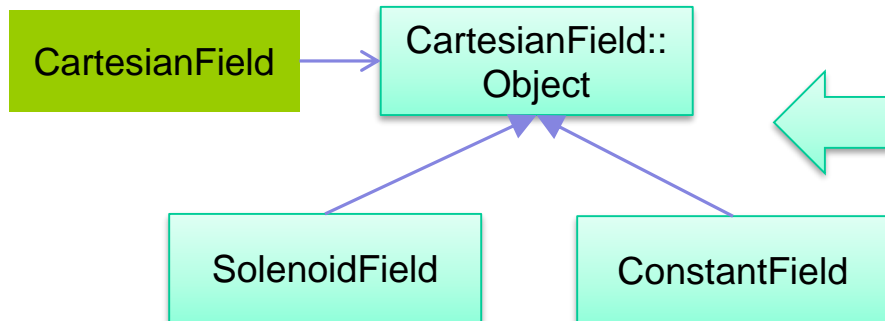 CartesianField
CartesianField::
Object
SolenoidField
ConstantField